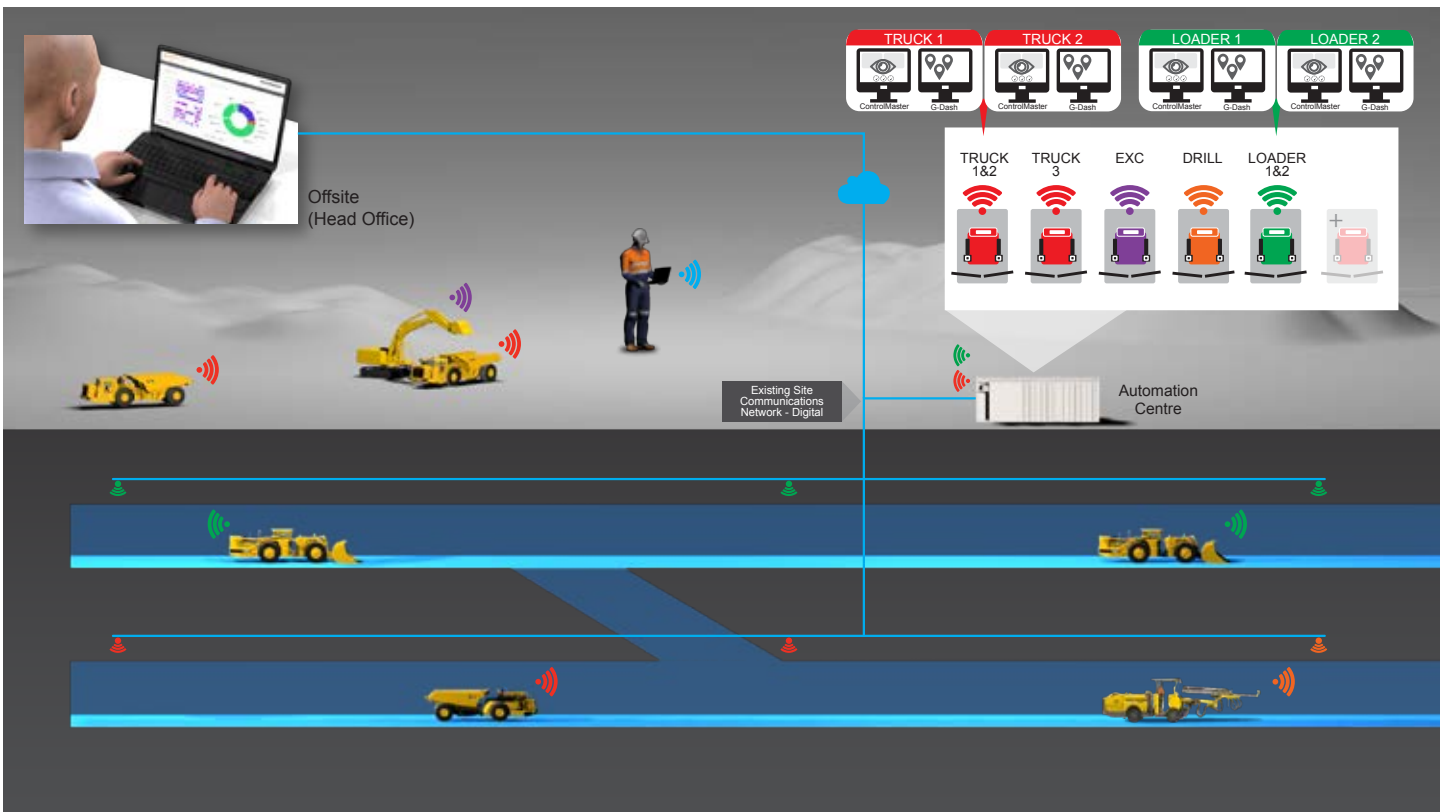 TRUCK 1
TRUCK 2
LOADER 1
LOADER 2
ControlMaster
G-Dash
ControlMaster
G-Dash
ControlMaster
G-Dash
ControlMaster
G-Dash
TRUCK
1&2
TRUCK
3
EXC
DRILL
LOADER
1&2
+
Offsite
(Head Office)
Existing Site
Communications
Network - Digital
Automation
Centre